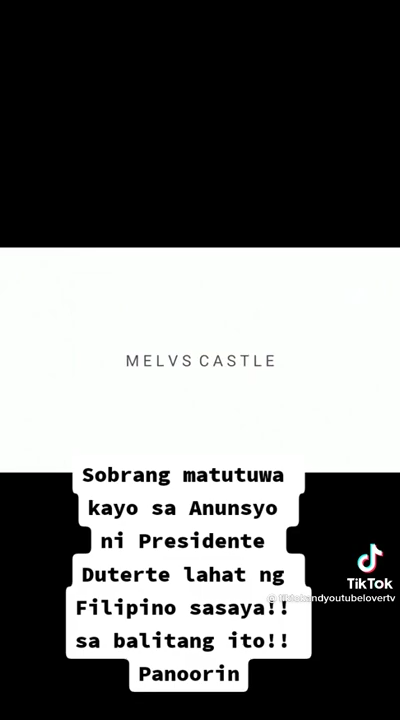 MELVS CASTLE
Sobrang matutuwa
kayo sa Anunsyo
ni Presidente
Duterte lahat ng
Filipino sasaya!!
sa balitang ito!!
Panoorin
TikTok
@tiktokandyoutubelovertv